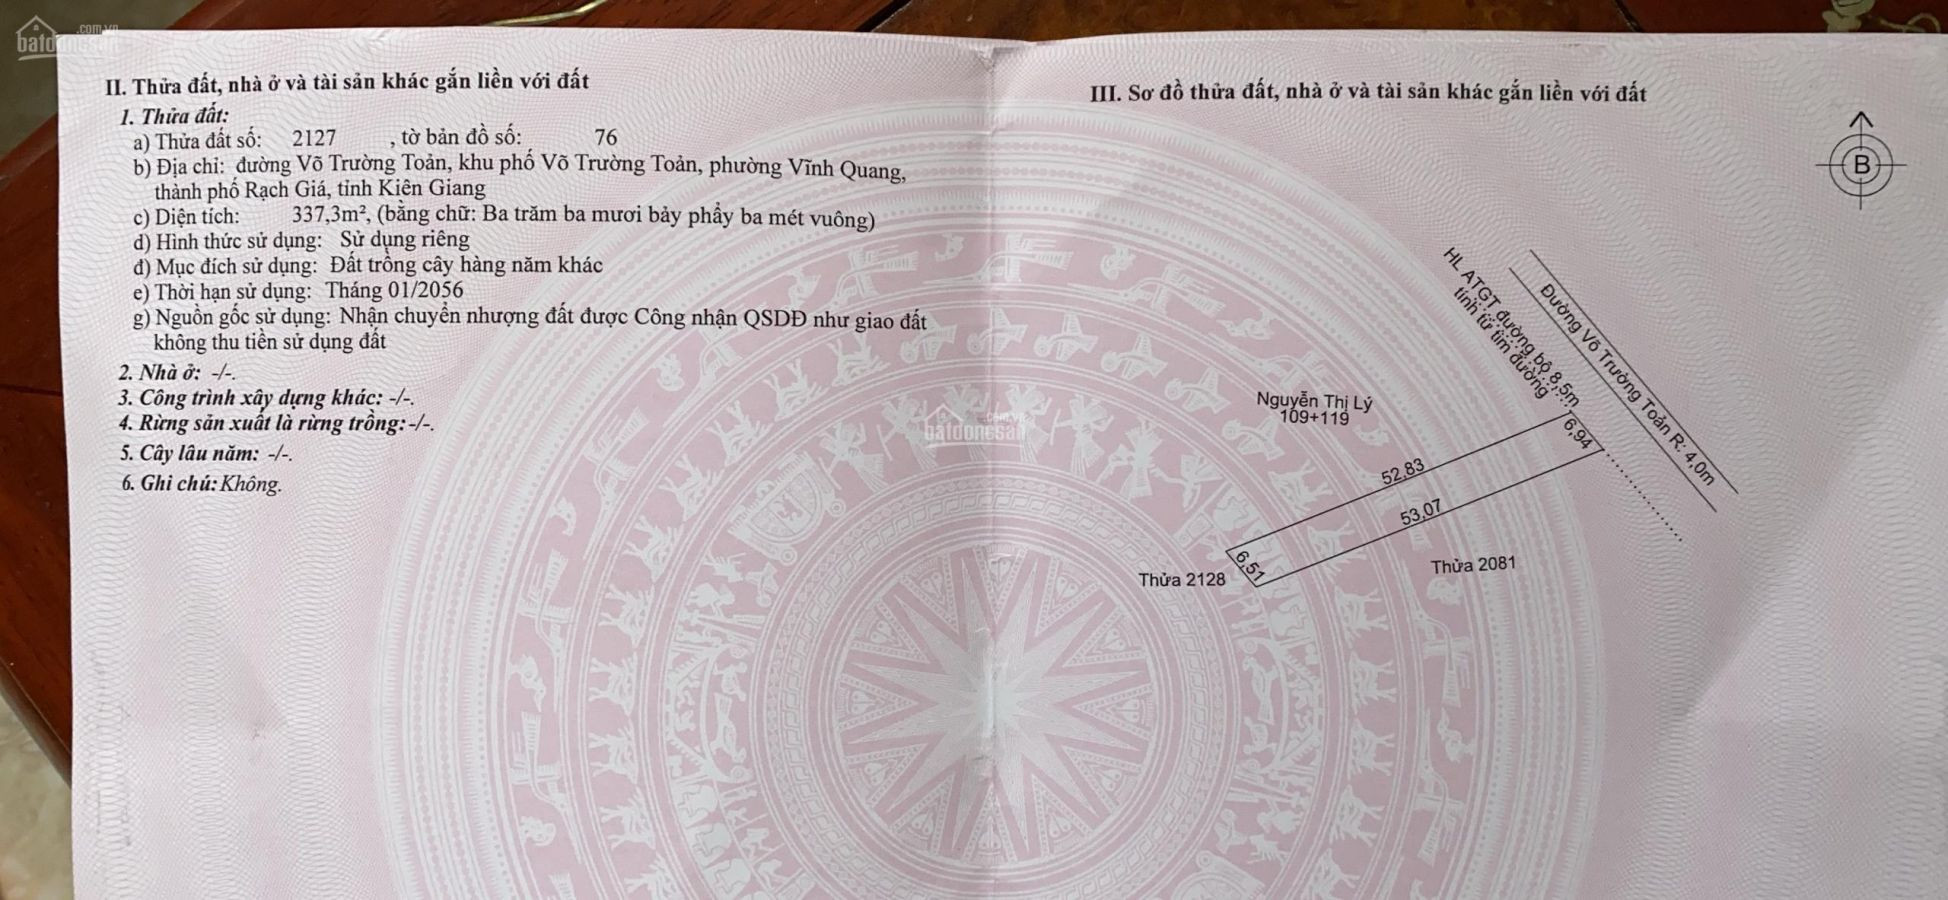 batdongsan .com.vn
II. Thửa đất, nhà ở và tài sản khác gắn liền với đất
1. Thửa đất:
a) Thửa đất số: 2127 , tờ bản đồ số: 76
b) Địa chỉ: đường Võ Trường Toản, khu phố Võ Trường Toản, phường Vĩnh Quang,
thành phố Rạch Giá, tỉnh Kiên Giang
c) Diện tích: 337,3m², (bằng chữ: Ba trăm ba mươi bảy phẩy ba mét vuông)
d) Hình thức sử dụng: Sử dụng riêng
đ) Mục đích sử dụng: Đất trồng cây hàng năm khác
e) Thời hạn sử dụng: Tháng 01/2056
g) Nguồn gốc sử dụng: Nhận chuyển nhượng đất được Công nhận QSDĐ như giao đất
không thu tiền sử dụng đất
2. Nhà ở: -/-.
3. Công trình xây dựng khác: -/-.
4. Rừng sản xuất là rừng trồng:-/-.
5. Cây lâu năm: -/-.
6. Ghi chú: Không.
III. Sơ đồ thửa đất, nhà ở và tài sản khác gắn liền với đất
B
HL ATGT đường bộ 8,5m
tính từ tim đường
Đường Võ Trường Toản R: 4,0m
Nguyễn Thị Lý
109+119
6,94
52,83
53,07
6,51
Thửa 2128
Thửa 2081
batdongsan .com.vn